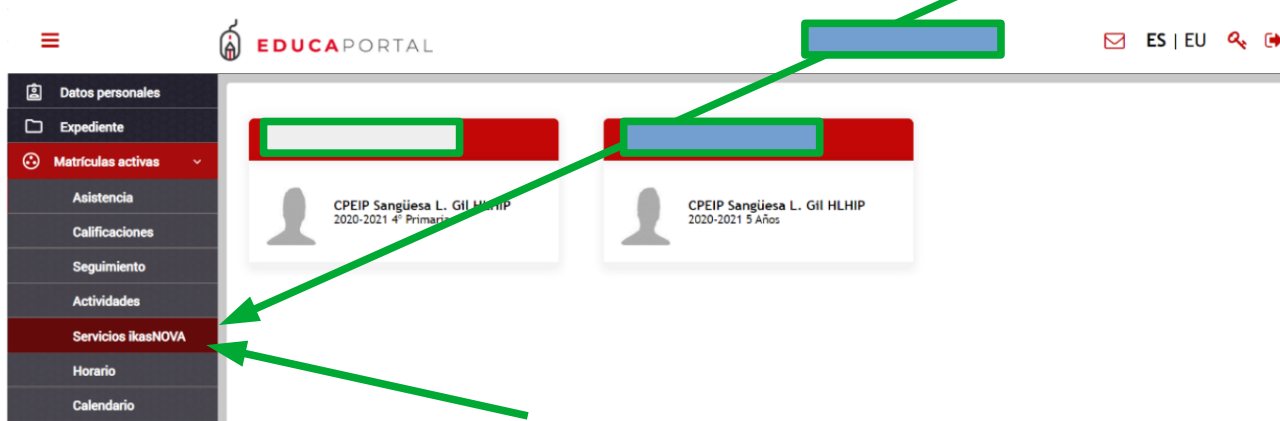 EDUCAPORTAL
ES | EU
Datos personales
Expediente
Matrículas activas
Asistencia
Calificaciones
Seguimiento
Actividades
Servicios ikasNOVA
Horario
Calendario
CPEIP Sangüesa L. Gil HLHIP
2020-2021 4º Primaria
CPEIP Sangüesa L. Gil HLHIP
2020-2021 5 Años